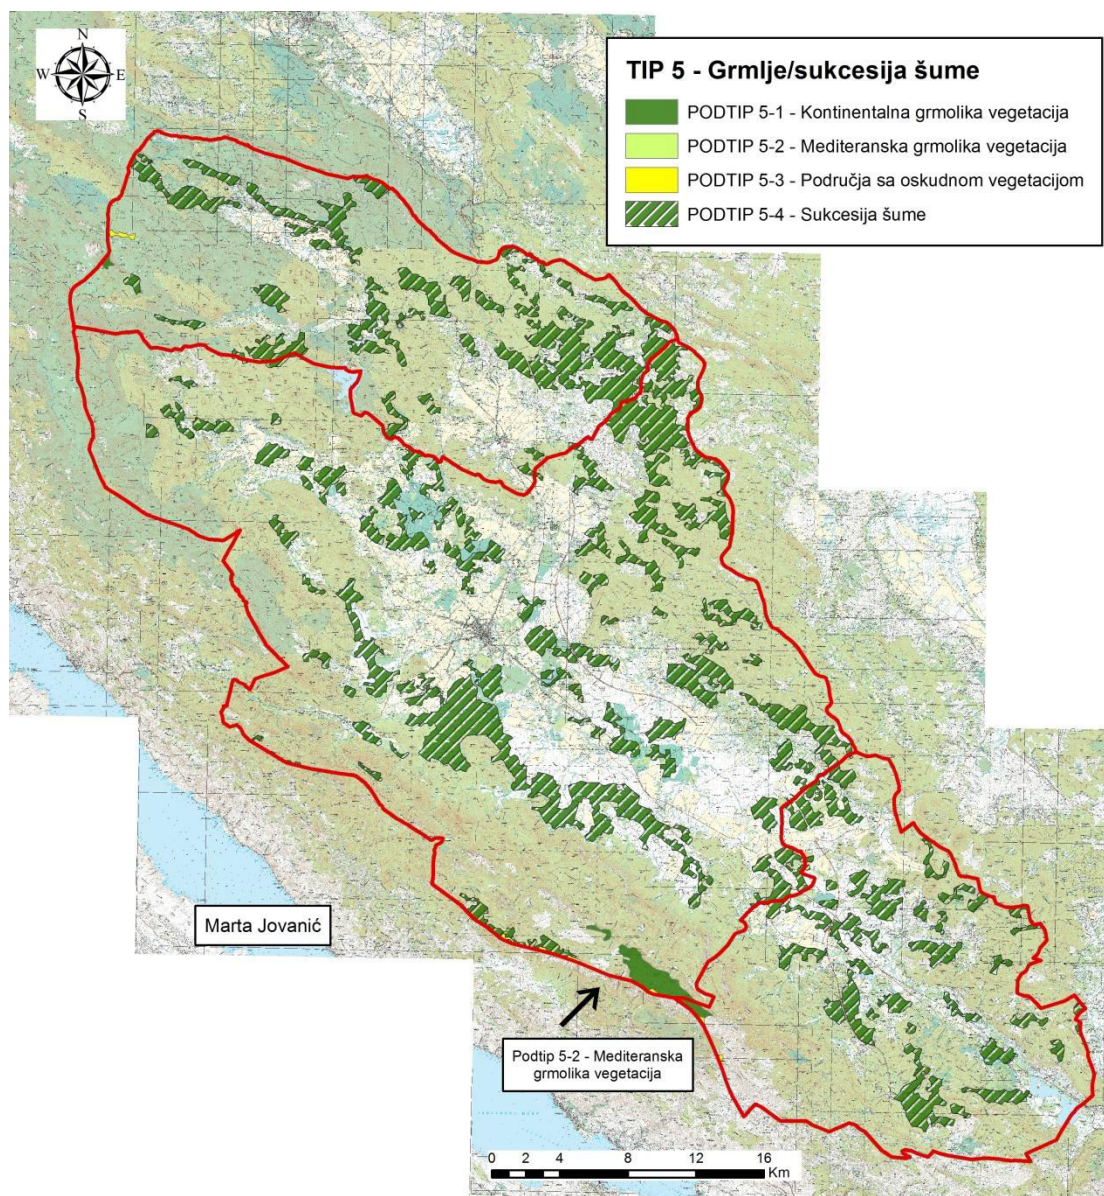 N
W E
S
TIP 5 - Grmlje/sukcesija šume
PODTIP 5-1 - Kontinentalna grmolika vegetacija
PODTIP 5-2 - Mediteranska grmolika vegetacija
PODTIP 5-3 - Područja sa oskudnom vegetacijom
PODTIP 5-4 - Sukcesija šume
Marta Jovanić
Podtip 5-2 - Mediteranska
grmolika vegetacija
0 2 4 8 12 16
Km